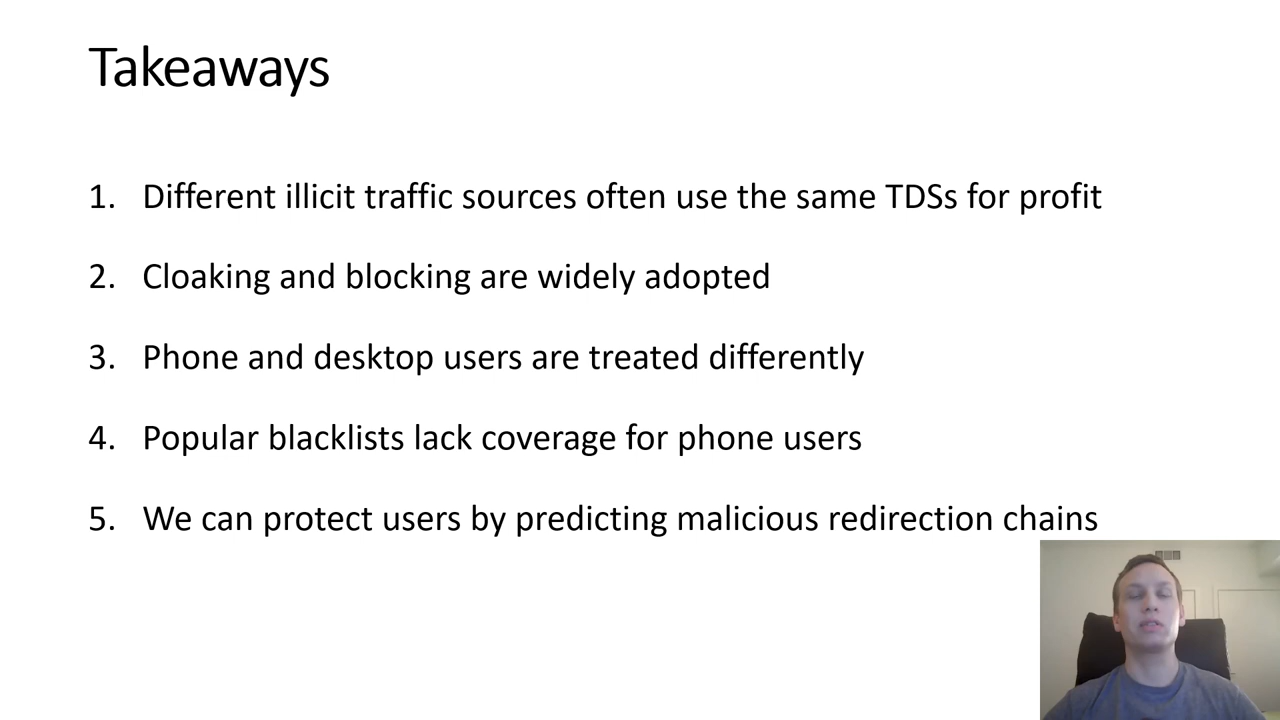 Takeaways
1. Different illicit traffic sources often use the same TDSs for profit
2. Cloaking and blocking are widely adopted
3. Phone and desktop users are treated differently
4. Popular blacklists lack coverage for phone users
5. We can protect users by predicting malicious redirection chains